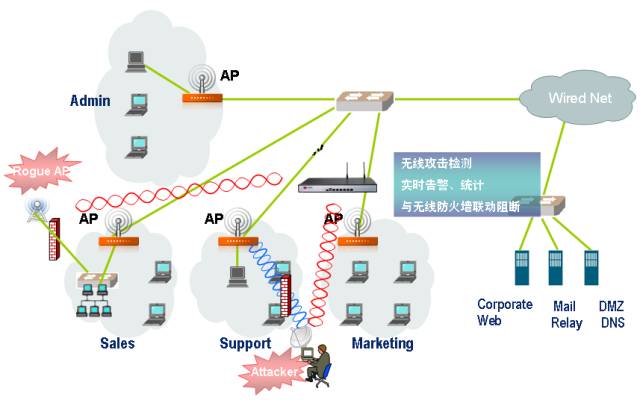 AP
Admin
Wired Net
Rogue AP
无线攻击检测
实时告警、统计
与无线防火墙联动阻断
AP
AP
AP
Corporate
Web
Mail
Relay
DMZ
DNS
Sales
Support
Marketing
Attacker